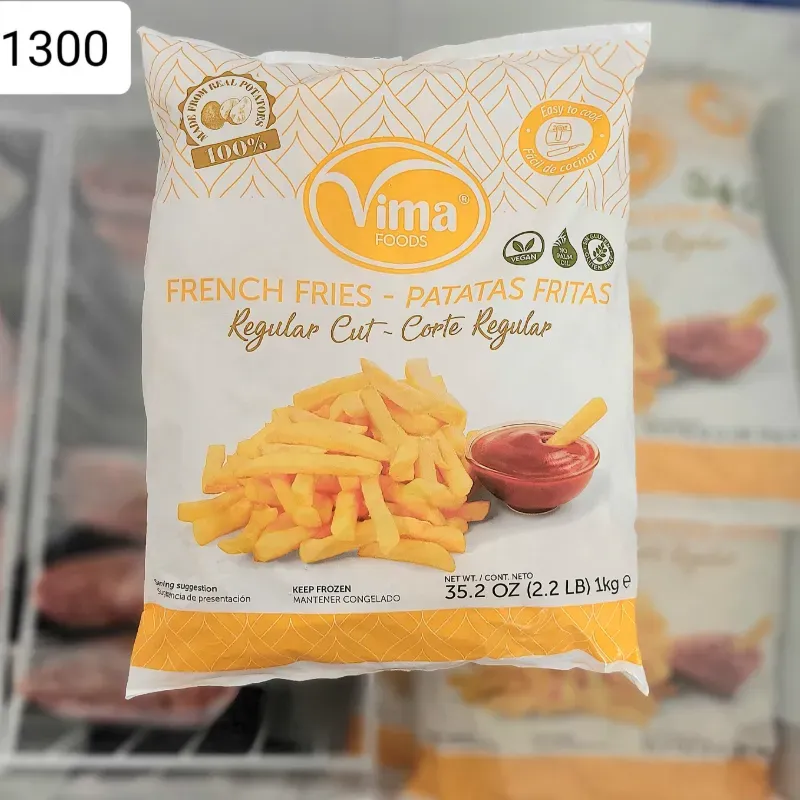 1300
MADE FROM REAL POTATOES
100%
Easy to cook
Fácil de cocinar
Vima®
FOODS
VEGAN
NO PALM OIL
GLUTEN FREE
FRENCH FRIES - PATATAS FRITAS
Regular Cut - Corte Regular
suggestion
de presentación
KEEP FROZEN
MANTENER CONGELADO
NET WT. / CONT. NETO
35.2 OZ (2.2 LB) 1kg e